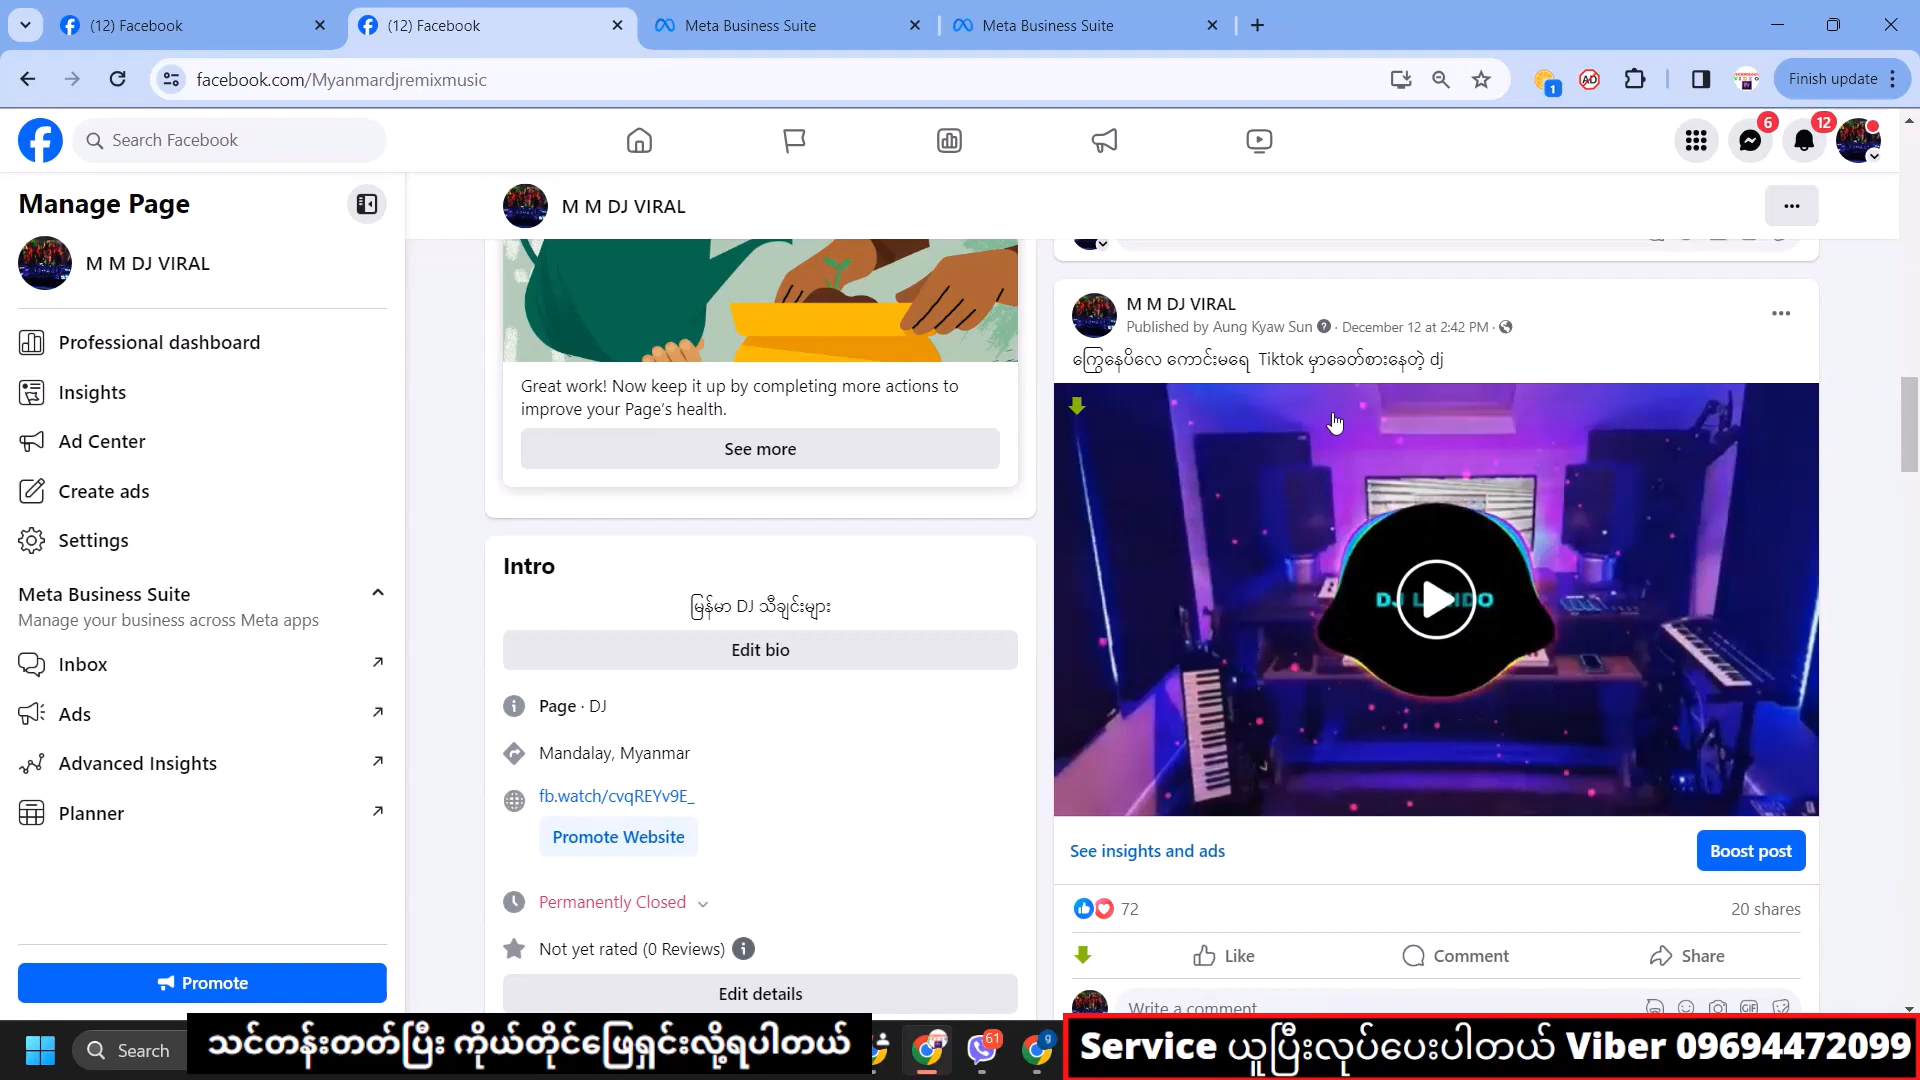 (12) Facebook
(12) Facebook
Meta Business Suite
Meta Business Suite
facebook.com/Myanmardjremixmusic
AD
1
Finish update
Search Facebook
6
12
Manage Page
M M DJ VIRAL
Professional dashboard
Insights
Ad Center
Create ads
Settings
Meta Business Suite
Manage your business across Meta apps
Inbox
Ads
Advanced Insights
Planner
Promote
M M DJ VIRAL
Great work! Now keep it up by completing more actions to
improve your Page’s health.
See more
Intro
မြန်မာ DJ သီချင်းများ
Edit bio
Page · DJ
Mandalay, Myanmar
fb.watch/cvqREYv9E_
Promote Website
Permanently Closed
Not yet rated (0 Reviews)
Edit details
M M DJ VIRAL
Published by Aung Kyaw Sun · December 12 at 2:42 PM ·
ကြွေနေပိလေ ကောင်းမရေ Tiktok မှာခေတ်စားနေတဲ့ dj
See insights and ads
Boost post
72
20 shares
Like
Comment
Share
Write a comment
GIF
Search
သင်တန်းတတ်ပြီး ကိုယ်တိုင်ဖြေရှင်းလို့ရပါတယ်
61
9
Service ယူပြီးလုပ်ပေးပါတယ် Viber 09694472099